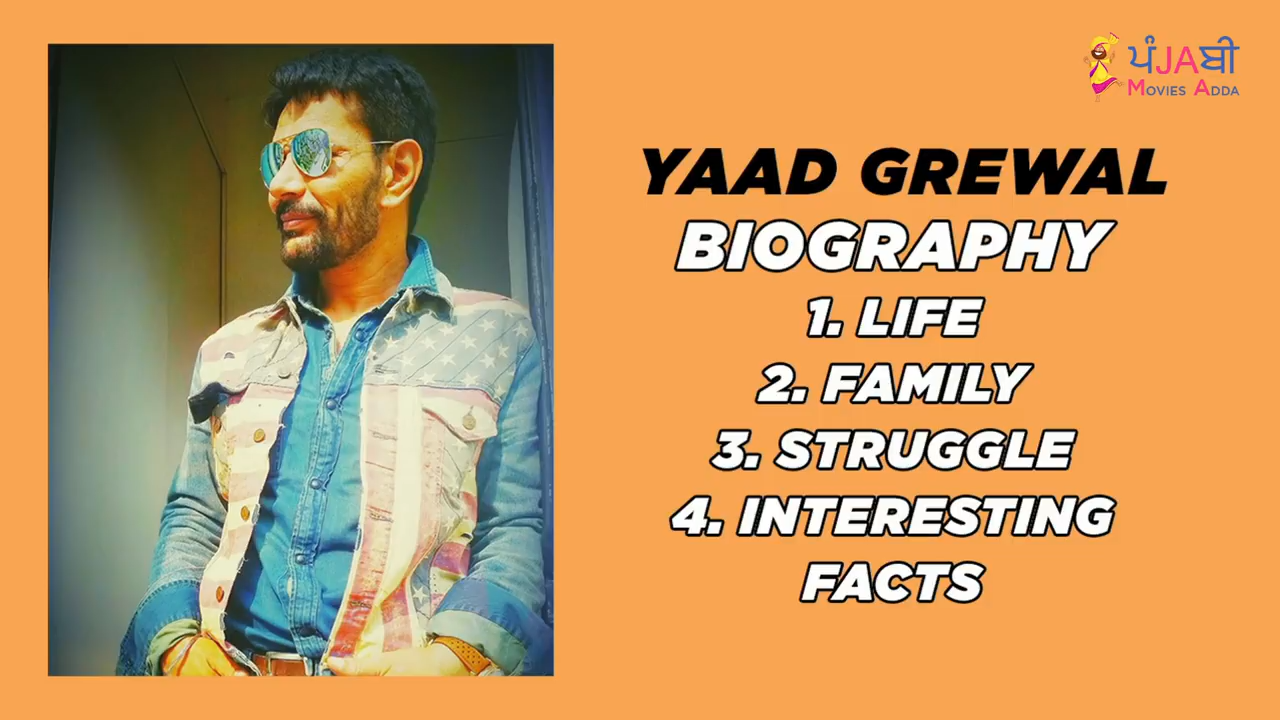 ਪੰJAਬੀ
MOVIES ADDA
YAAD GREWAL
BIOGRAPHY
1. LIFE
2. FAMILY
3. STRUGGLE
4. INTERESTING
FACTS